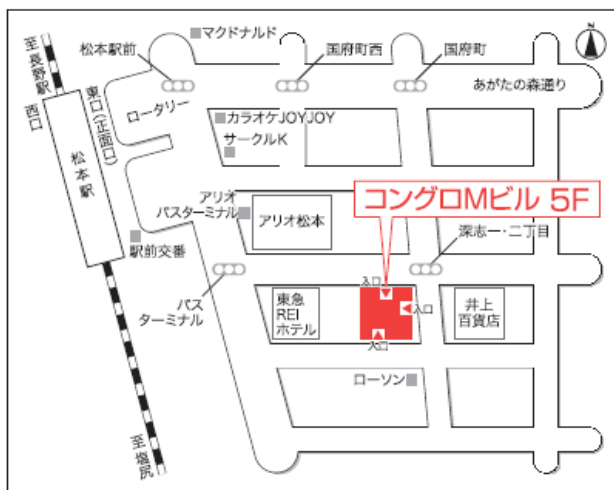 至長野駅
松本駅前
マクドナルド
国府町西
国府町
N
あがたの森通り
西口
東口(正面口)
ロータリー
松本駅
カラオケJOYJOY
サークルK
アリオ
バスターミナル
アリオ松本
コングロMビル 5F
深志一・二丁目
駅前交番
バス
ターミナル
東急
REI
ホテル
入口
入口
入口
井上
百貨店
ローソン
至塩尻